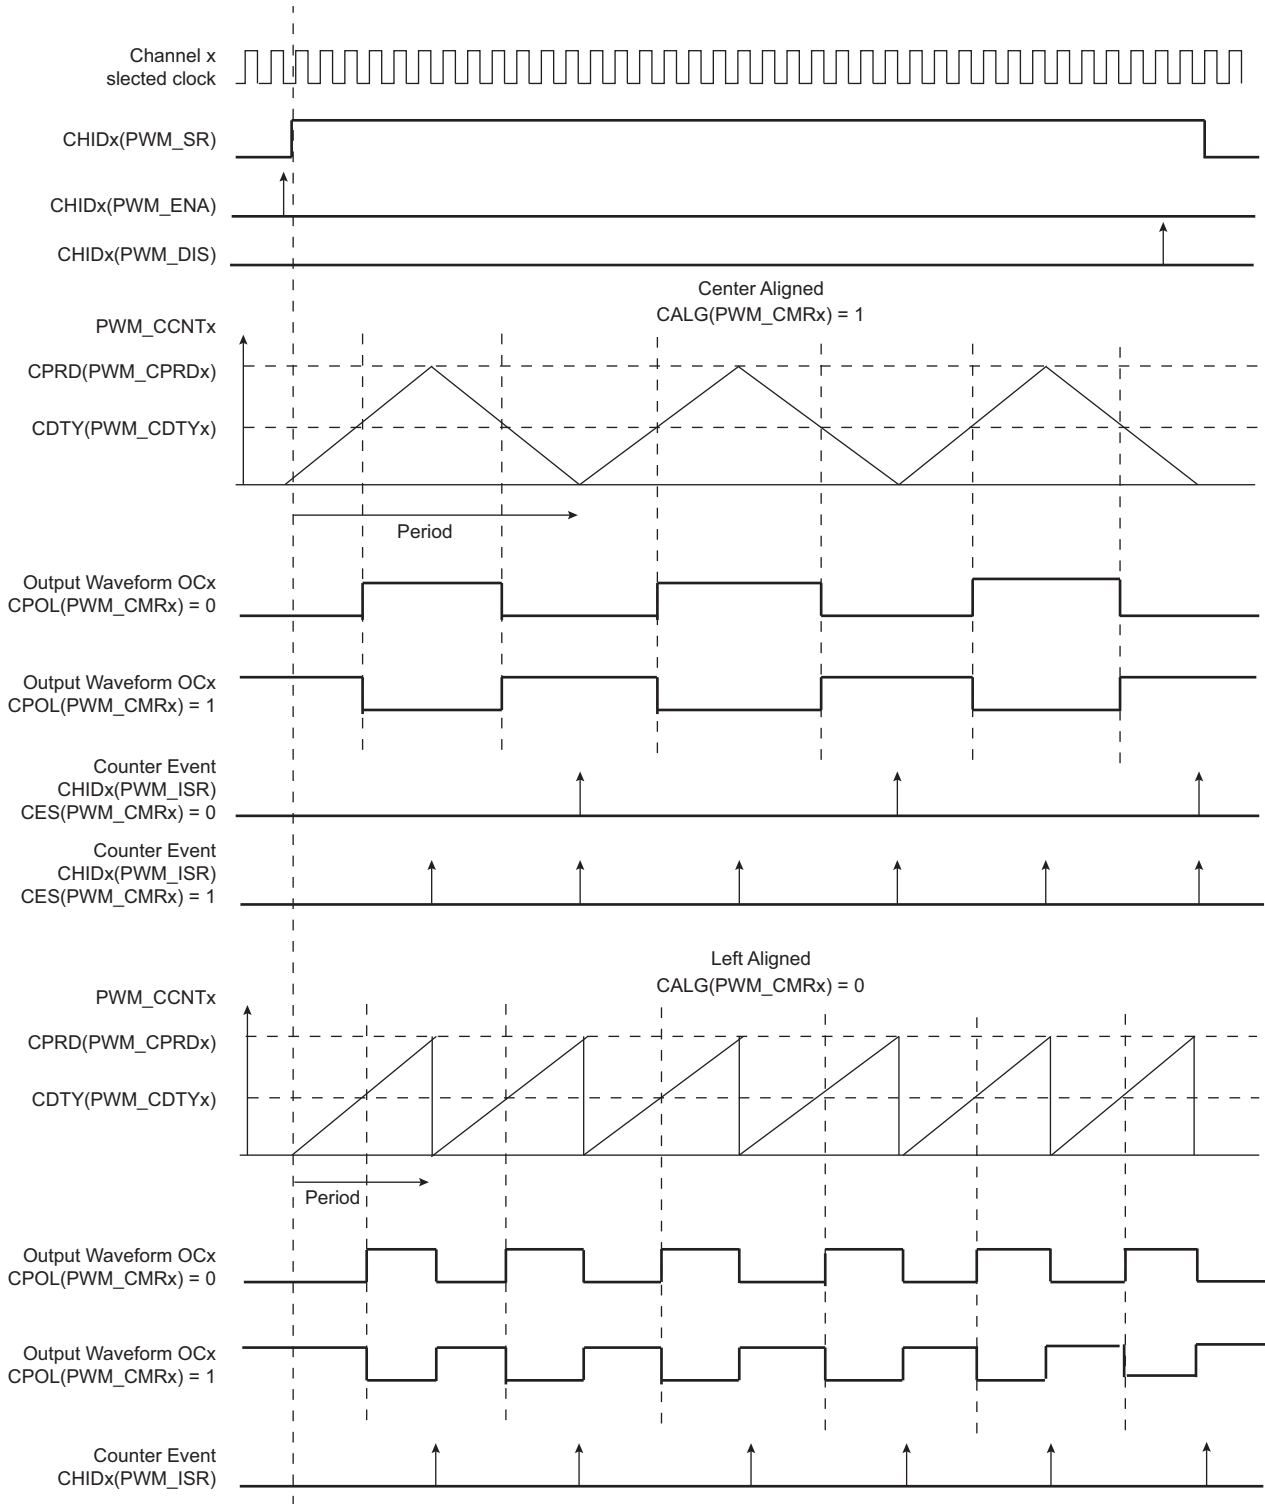 Channel x
slected clock
CHIDx(PWM_SR)
CHIDx(PWM_ENA)
CHIDx(PWM_DIS)
Center Aligned
CALG(PWM_CMRx) = 1
PWM_CCNTx
CPRD(PWM_CPRDx)
CDTY(PWM_CDTYx)
Period
Output Waveform OCx
CPOL(PWM_CMRx) = 0
Output Waveform OCx
CPOL(PWM_CMRx) = 1
Counter Event
CHIDx(PWM_ISR)
CES(PWM_CMRx) = 0
Counter Event
CHIDx(PWM_ISR)
CES(PWM_CMRx) = 1
Left Aligned
CALG(PWM_CMRx) = 0
PWM_CCNTx
CPRD(PWM_CPRDx)
CDTY(PWM_CDTYx)
Period
Output Waveform OCx
CPOL(PWM_CMRx) = 0
Output Waveform OCx
CPOL(PWM_CMRx) = 1
Counter Event
CHIDx(PWM_ISR)